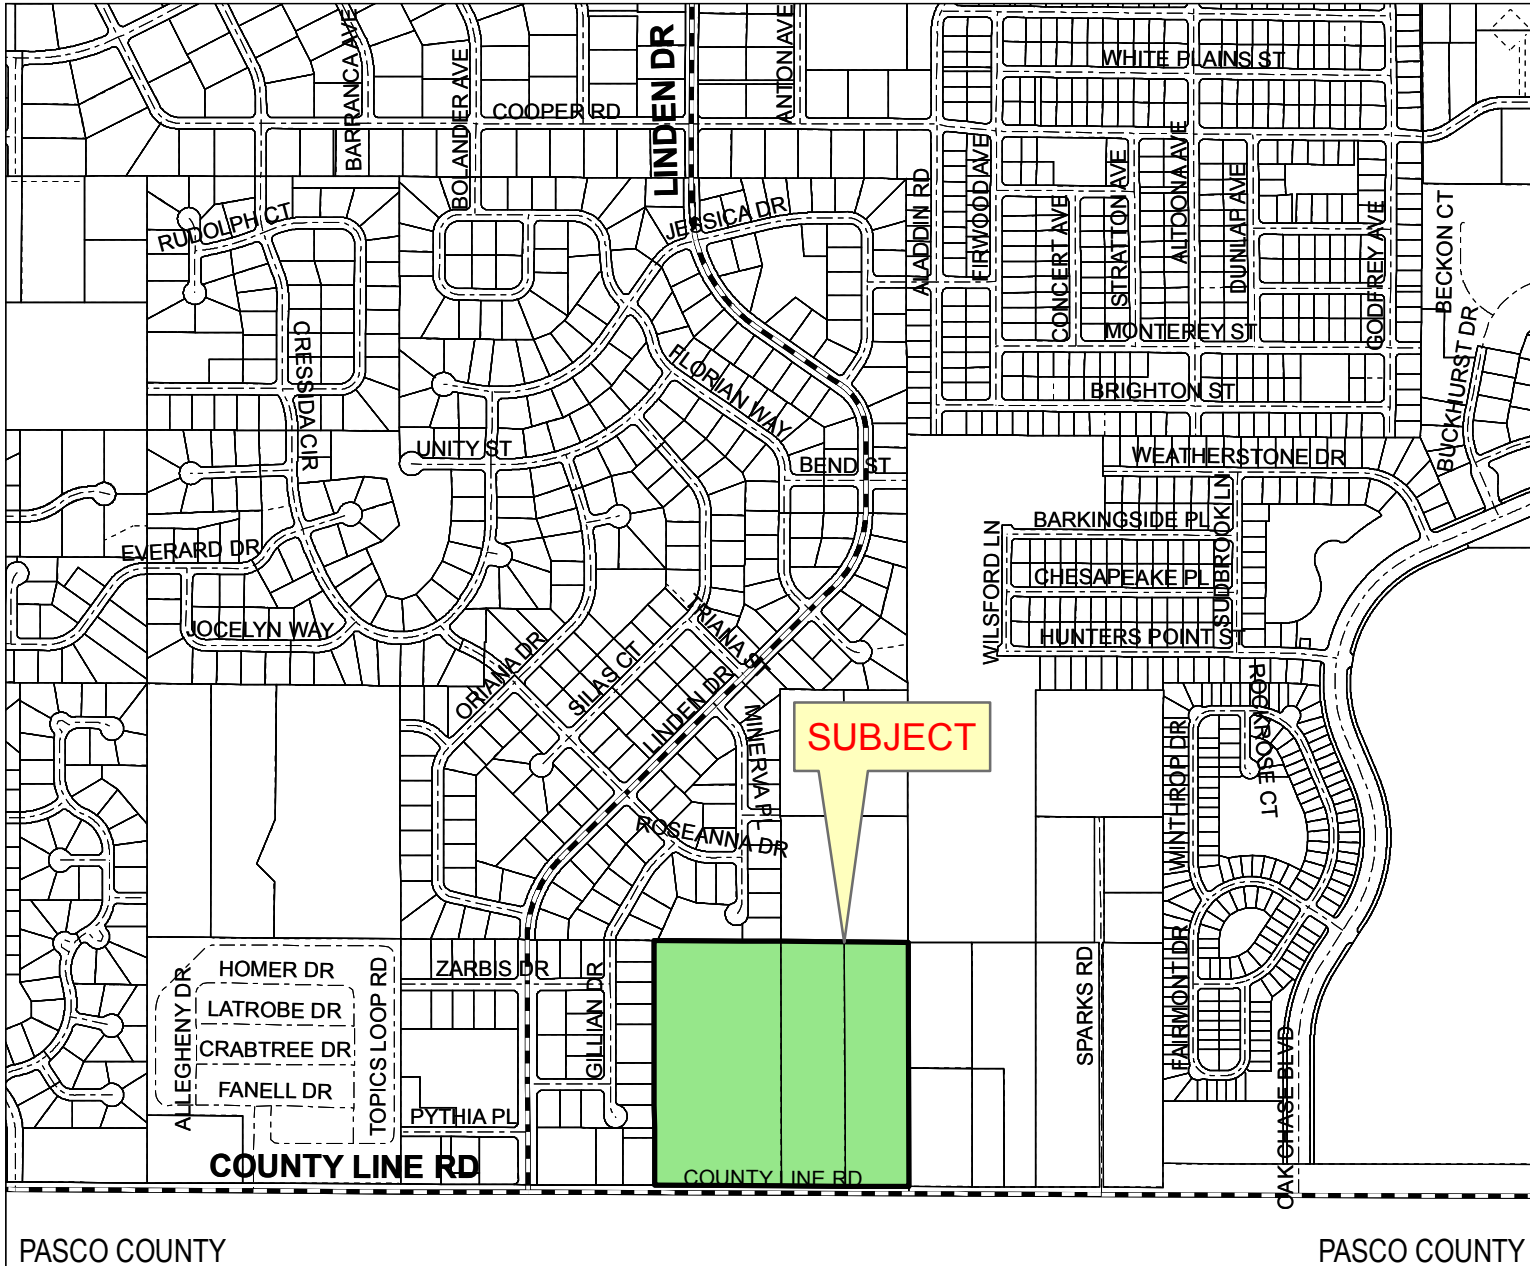 BARRANCA AVE
BOLANDER AVE
COOPER RD
LINDEN DR
ANTON AVE
WHITE PLAINS ST
RUDOLPH CT
JESSICA DR
ALADDIN RD
FIRWOOD AVE
CONCERT AVE
STRATTON AVE
ALTOONA AVE
DUNLAP AVE
GODFREY AVE
BECKON CT
CRESSIDA CIR
FLORIAN WAY
MONTEREY ST
BRIGHTON ST
BUCKHURST DR
UNITY ST
BEND ST
WEATHERSTONE DR
EVERARD DR
WILSFORD LN
BARKINGSIDE PL
CHESAPEAKE PL
SUDBROOK LN
HUNTERS POINT ST
JOCELYN WAY
ORIANA DR
SILAS CT
TRIANA ST
LINDEN DR
MINERVA PL
SUBJECT
ROCKROSE CT
WINTHROP DR
ROSEANNA DR
ALLEGHENY DR
HOMER DR
LATROBE DR
CRABTREE DR
FANELL DR
TOPICS LOOP RD
ZARBIS DR
GILLIAN DR
SPARKS RD
FAIRMONT DR
OAK CHASE BLVD
PYTHIA PL
COUNTY LINE RD
COUNTY LINE RD
PASCO COUNTY
PASCO COUNTY